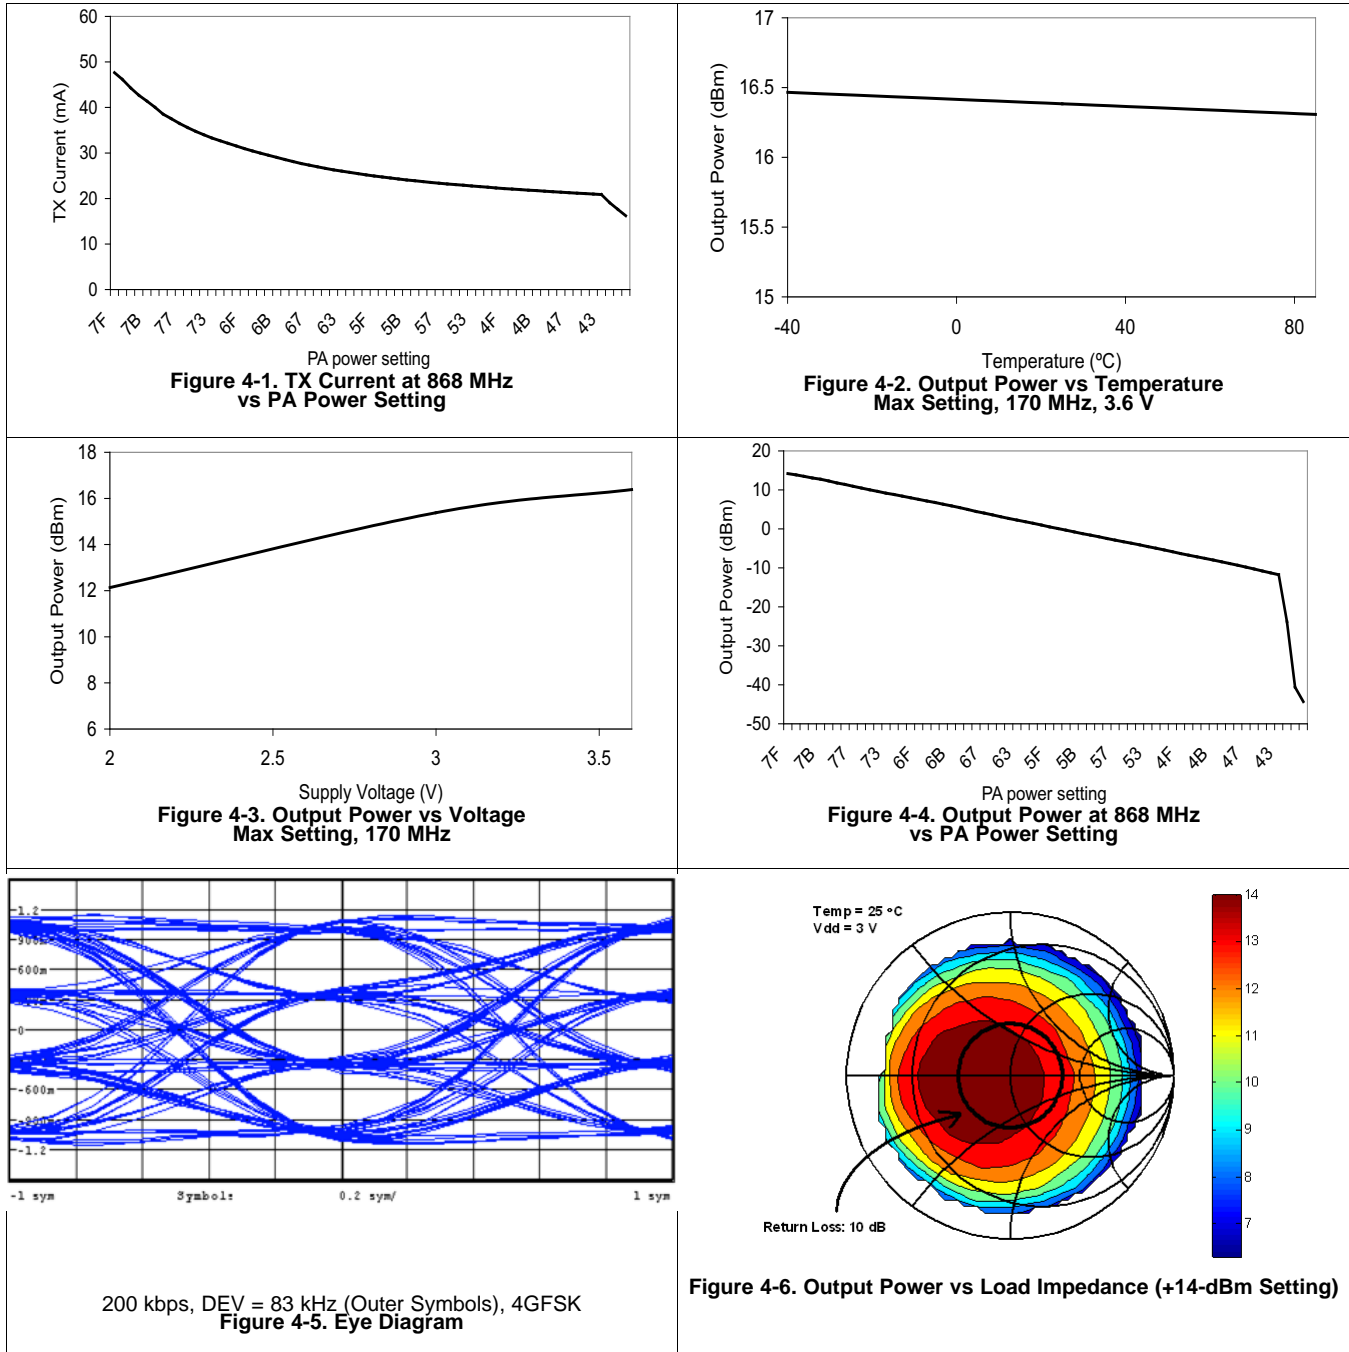 60
50
40
30
20
10
0
TX Current (mA)
7F 7B 77 73 6F 6B 67 63 5F 5B 57 53 4F 4B 47 43
PA power setting
Figure 4-1. TX Current at 868 MHz
vs PA Power Setting
17
16.5
16
15.5
15
Output Power (dBm)
-40 0 40 80
Temperature (ºC)
Figure 4-2. Output Power vs Temperature
Max Setting, 170 MHz, 3.6 V
18
16
14
12
10
8
6
Output Power (dBm)
2 2.5 3 3.5
Supply Voltage (V)
Figure 4-3. Output Power vs Voltage
Max Setting, 170 MHz
20
10
0
-10
-20
-30
-40
-50
Output Power (dBm)
7F 7B 77 73 6F 6B 67 63 5F 5B 57 53 4F 4B 47 43
PA power setting
Figure 4-4. Output Power at 868 MHz
vs PA Power Setting
1.2
900m
600m
0
-600m
-1.2
-1 sym Symbols 0.2 sym/ 1 sym
200 kbps, DEV = 83 kHz (Outer Symbols), 4GFSK
Figure 4-5. Eye Diagram
Temp = 25 ºC
Vdd = 3 V
Return Loss: 10 dB
14
13
12
11
10
9
8
7
Figure 4-6. Output Power vs Load Impedance (+14-dBm Setting)